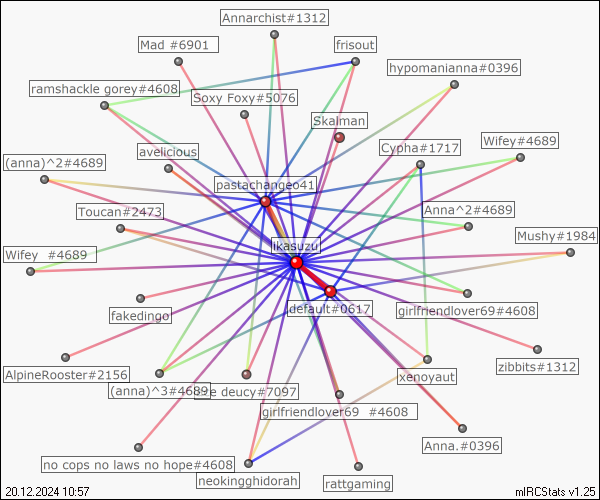 Annarchist#1312
Mad #6901
frisout
hypomanianna#0396
ramshackle gorey#4608
Soxy Foxy#5076
Skalman
Cypha#1717
Wifey#4689
avelicious
(anna)^2#4689
pastachangeo41
Toucan#2473
Anna^2#4689
Mushy#1984
Wifey #4689
likasuzu
fakedingo
default#0617
girlfriendlover69#4608
zibbits#1312
AlpineRooster#2156
(anna)^3#4689
deucy#7097
xenoyaut
girlfriendlover69 #4608
Anna.#0396
no cops no laws no hope#4608
neokingghidorah
rattgaming
20.12.2024 10:57
mIRCStats v1.25